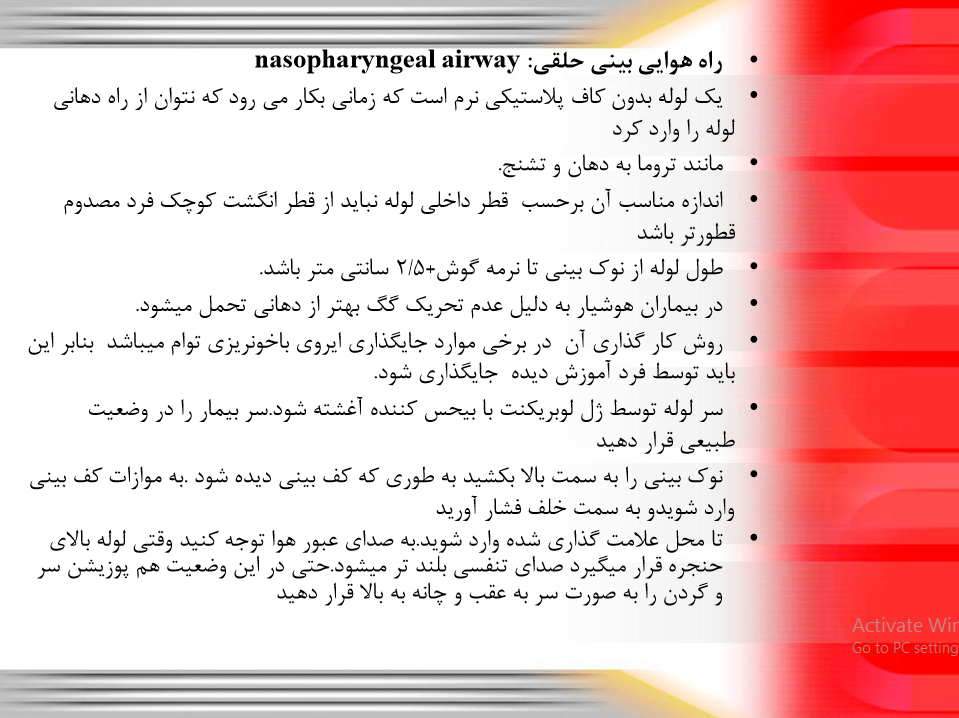 • راه هوایی بینی حلقی: nasopharyngeal airway
• یک لوله بدون کاف پلاستیکی نرم است که زمانی بکار می رود که نتوان از راه دهانی
لوله را وارد کرد
• مانند تروما به دهان و تشنج.
• اندازه مناسب آن برحسب قطر داخلی لوله نباید از قطر انگشت کوچک فرد مصدوم
قطورتر باشد
• طول لوله از نوک بینی تا نرمه گوش+۲/۵ سانتی متر باشد.
• در بیماران هوشیار به دلیل عدم تحریک گگ بهتر از دهانی تحمل میشود.
• روش کار گذاری آن در برخی موارد جایگذاری ایروی باخونریزی توام میباشد بنابر این
باید توسط فرد آموزش دیده جایگذاری شود.
• سر لوله توسط ژل لوبریکنت با بیحس کننده آغشته شود.سر بیمار را در وضعیت
طبیعی قرار دهید
• نوک بینی را به سمت بالا بکشید به طوری که کف بینی دیده شود .به موازات کف بینی
وارد شویدو به سمت خلف فشار آورید
• تا محل علامت گذاری شده وارد شوید.به صدای عبور هوا توجه کنید وقتی لوله بالای
حنجره قرار میگیرد صدای تنفسی بلند تر میشود.حتی در این وضعیت هم پوزیشن سر
و گردن را به صورت سر به عقب و چانه به بالا قرار دهید
Activate Win
Go to PC setting